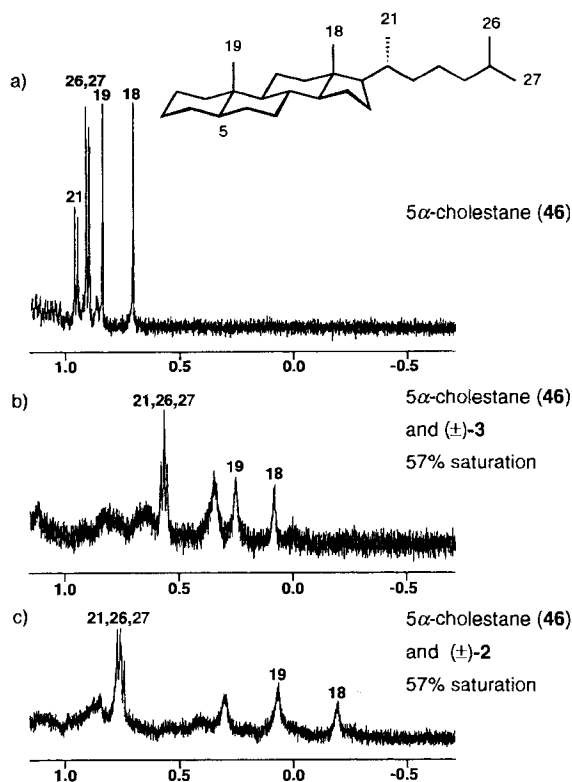 a)
21
26
18
19
27
5
26,27
19
18
21
5α-cholestane (46)
1.0 0.5 0.0 -0.5
b)
21,26,27
19
18
5α-cholestane (46)
and (±)-3
57% saturation
1.0 0.5 0.0 -0.5
c)
21,26,27
19
18
5α-cholestane (46)
and (±)-2
57% saturation
1.0 0.5 0.0 -0.5